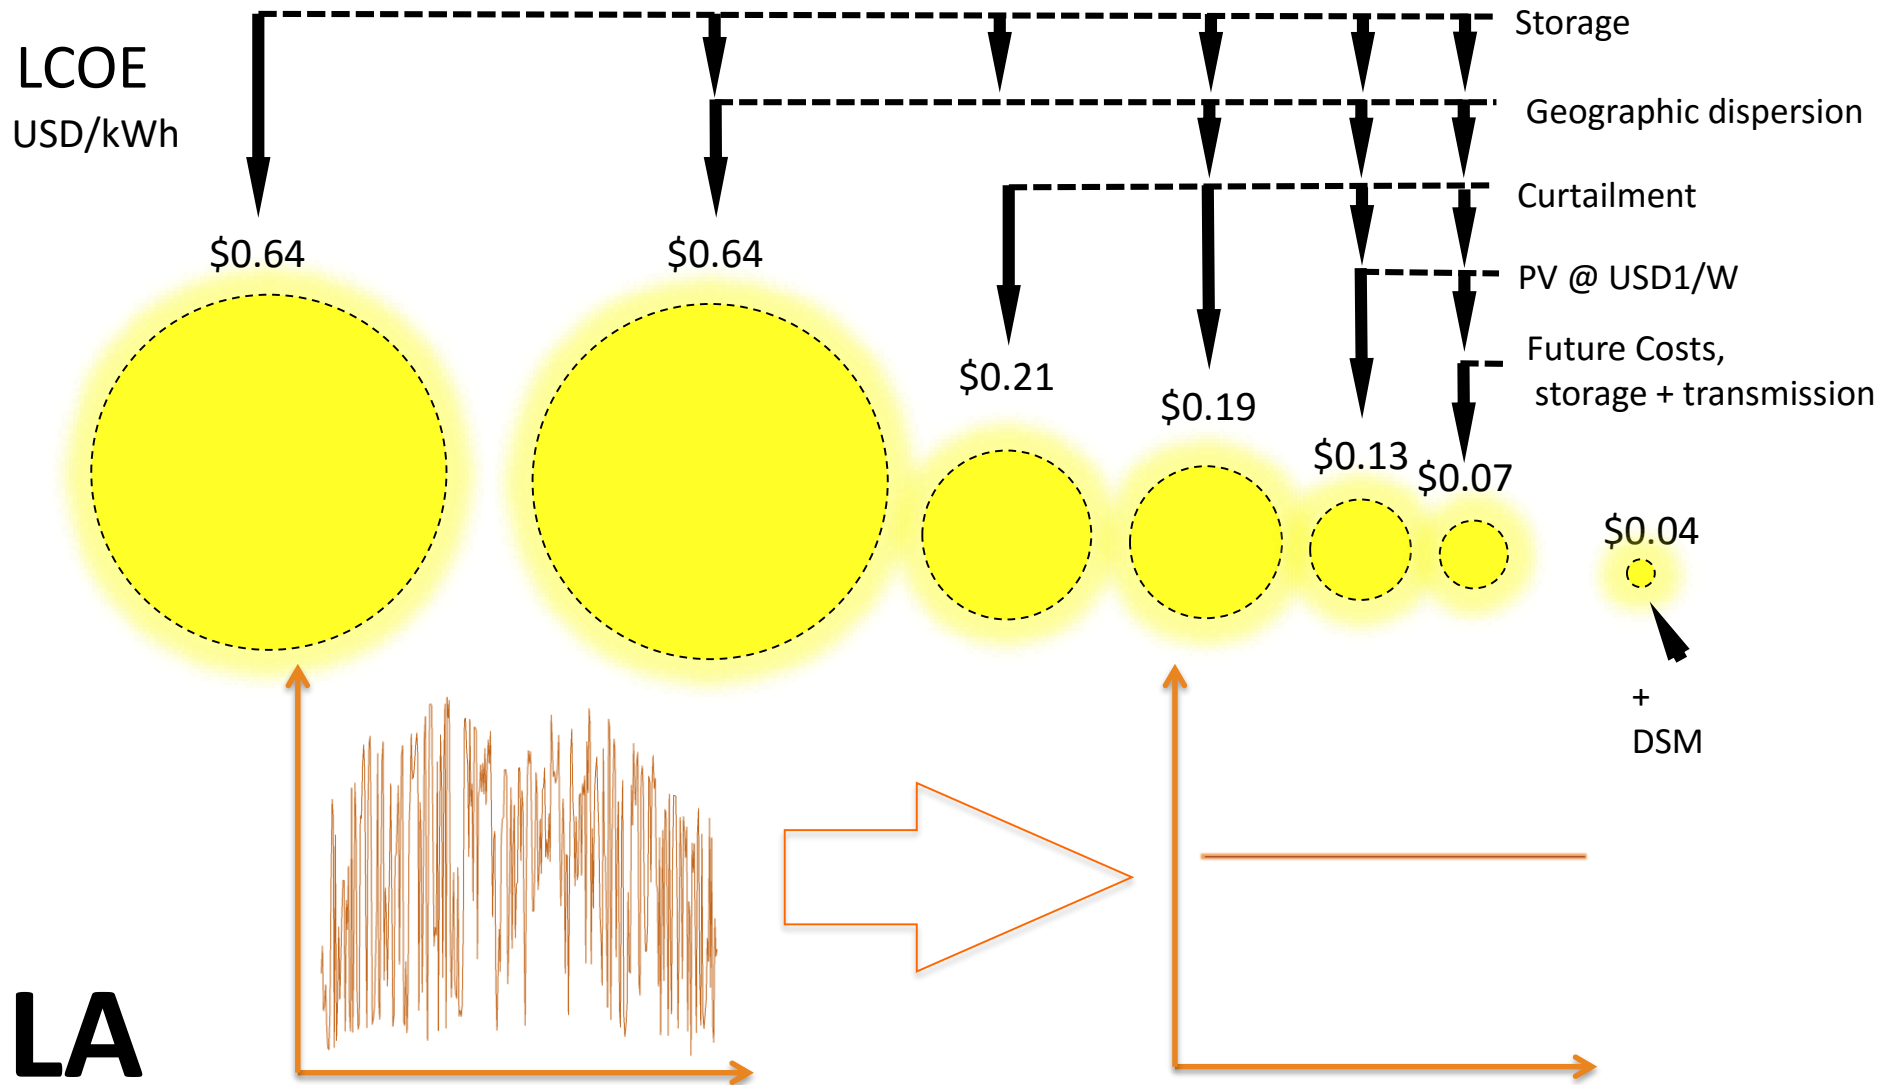 Storage
LCOE
USD/kWh
Geographic dispersion
Curtailment
$0.64
$0.64
PV @ USD1/W
Future Costs,
storage + transmission
$0.21
$0.19
$0.13
$0.07
$0.04
+
DSM
LA